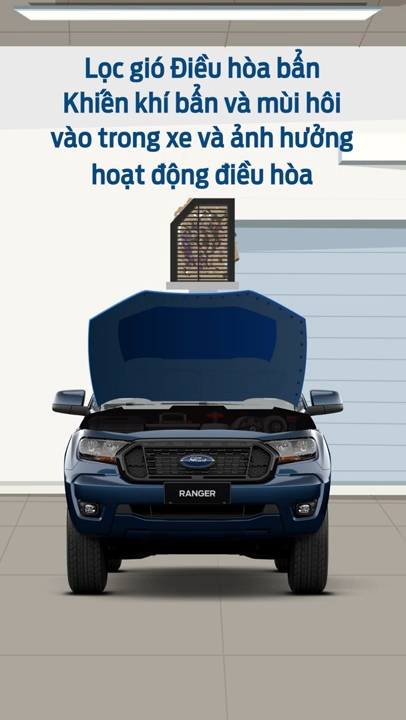 Lọc gió Điều hòa bẩn
Khiến khí bẩn và mùi hôi
vào trong xe và ảnh hưởng
hoạt động điều hòa
Ford
RANGER